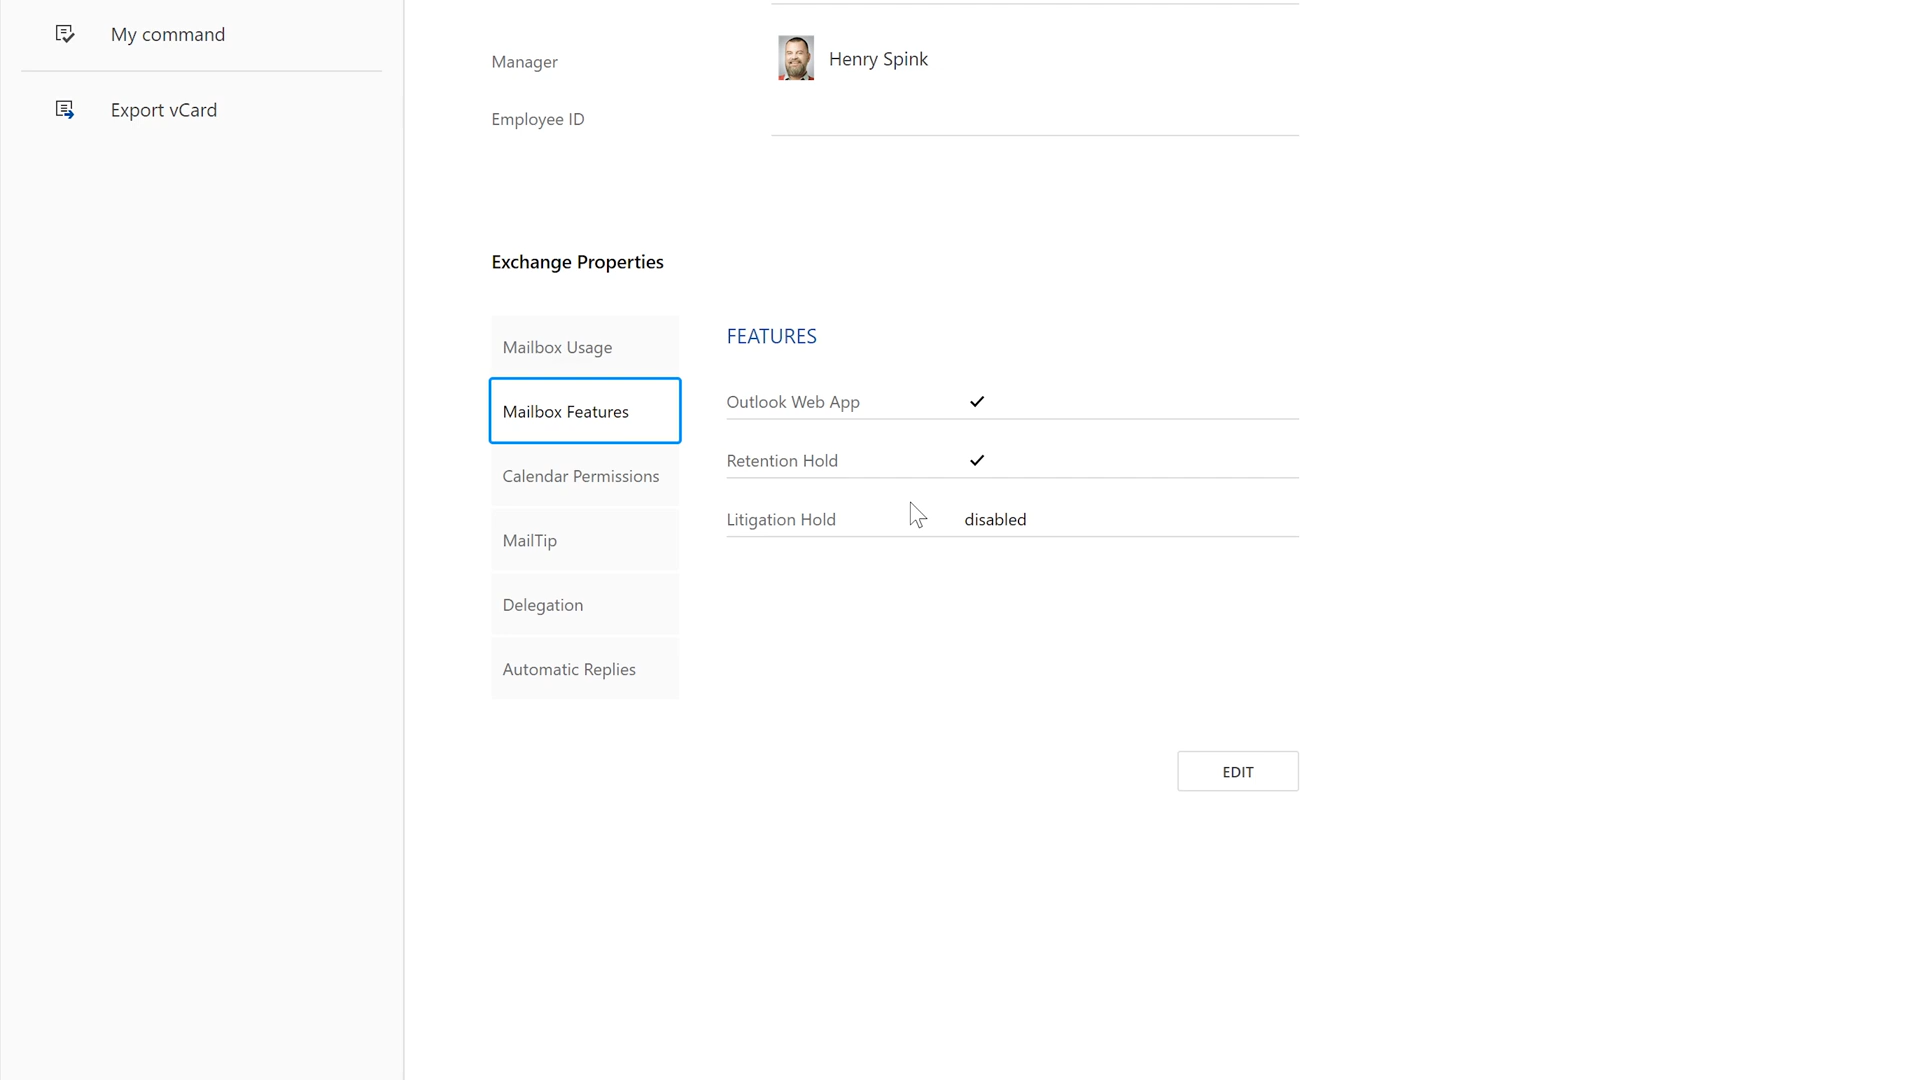 My command
Export vCard
Manager
Henry Spink
Employee ID
Exchange Properties
Mailbox Usage
Mailbox Features
Calendar Permissions
MailTip
Delegation
Automatic Replies
FEATURES
Outlook Web App
Retention Hold
Litigation Hold
disabled
EDIT